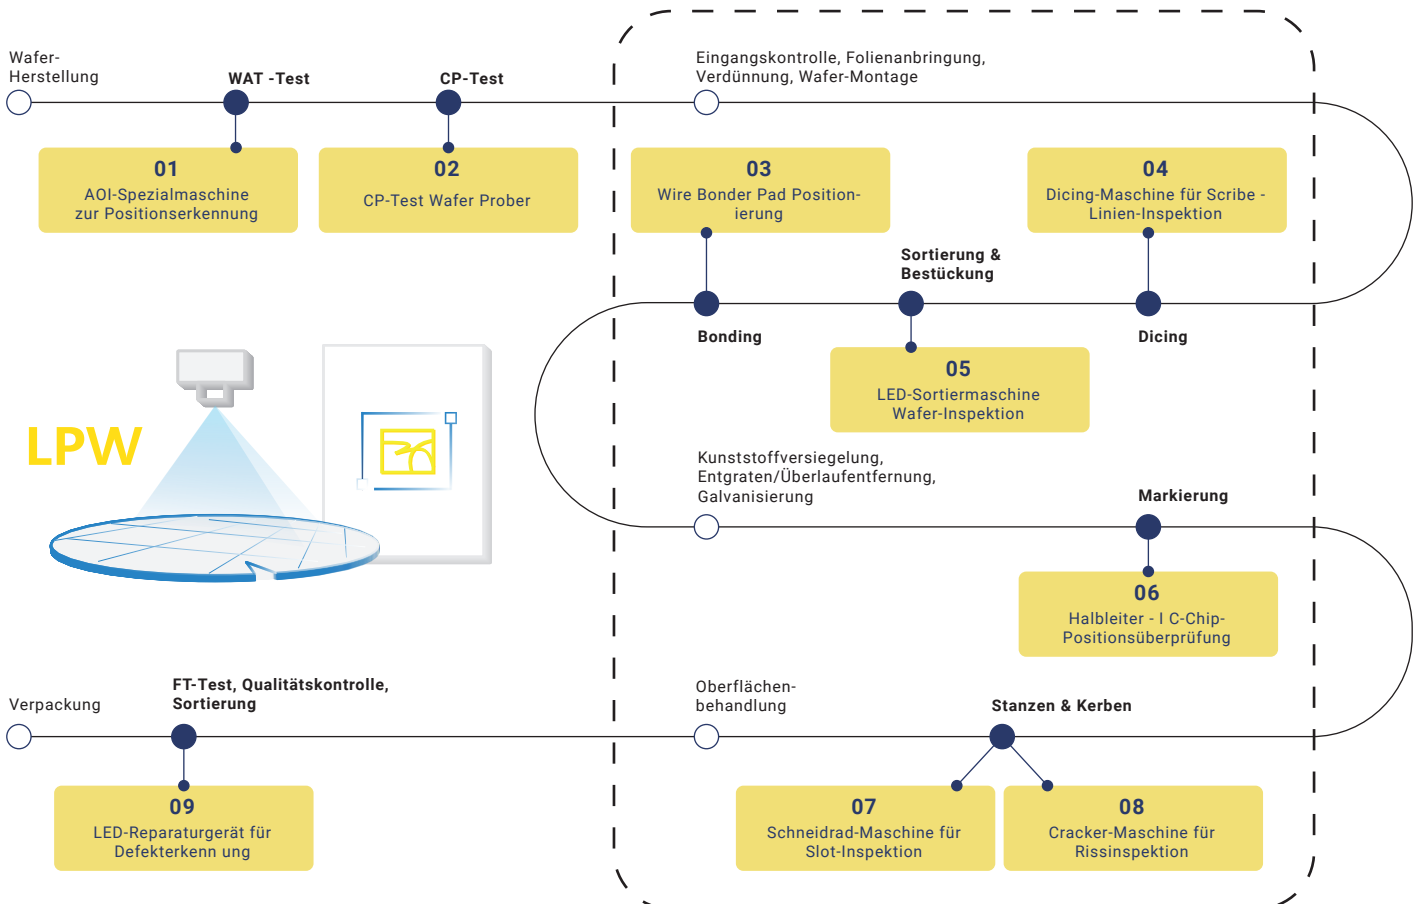 Wafer-
Herstellung
WAT -Test
CP-Test
Eingangskontrolle, Folienanbringung,
Verdünnung, Wafer-Montage
01
AOI-Spezialmaschine
zur Positionserkennung
02
CP-Test Wafer Prober
03
Wire Bonder Pad Position-
ierung
04
Dicing-Maschine für Scribe -
Linien-Inspektion
Sortierung &
Bestückung
Bonding
Dicing
05
LED-Sortiermaschine
Wafer-Inspektion
LPW
Kunststoffversiegelung,
Entgraten/Überlaufentfernung,
Galvanisierung
Markierung
06
Halbleiter - I C-Chip-
Positionsüberprüfung
Verpackung
FT-Test, Qualitätskontrolle,
Sortierung
Oberflächen-
behandlung
Stanzen & Kerben
09
LED-Reparaturgerät für
Defekterkenn ung
07
Schneidrad-Maschine für
Slot-Inspektion
08
Cracker-Maschine für
Rissinspektion